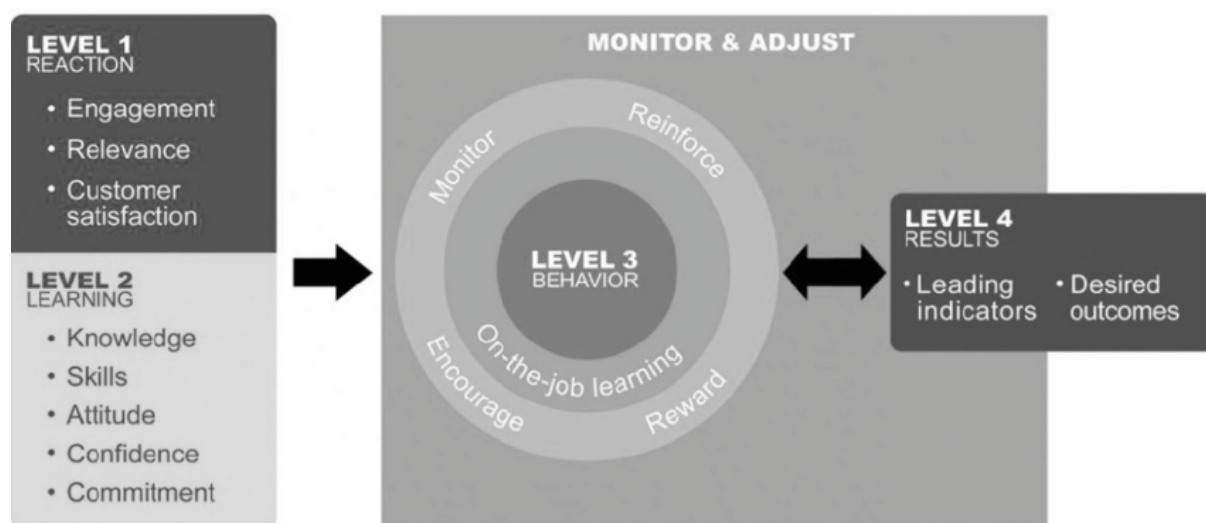 LEVEL 1
REACTION
• Engagement
• Relevance
• Customer
satisfaction
LEVEL 2
LEARNING
• Knowledge
• Skills
• Attitude
• Confidence
• Commitment
MONITOR & ADJUST
Monitor
Reinforce
LEVEL 3
BEHAVIOR
On-the-job learning
Encourage
Reward
LEVEL 4
RESULTS
• Leading
indicators
• Desired
outcomes